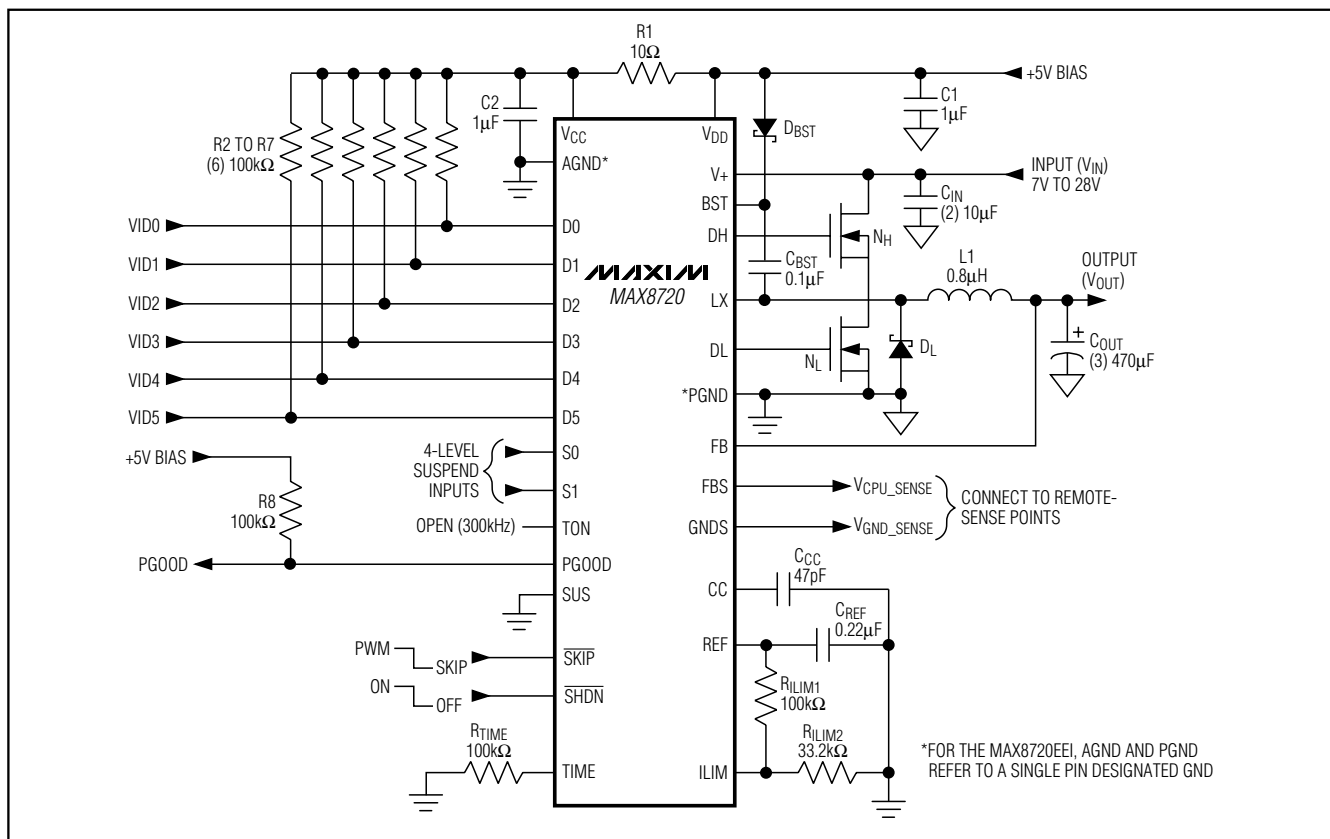 R1
10Ω
+5V BIAS
C2
1μF
C1
1μF
DBST
R2 TO R7
(6) 100kΩ
VCC
VDD
AGND*
V+
INPUT (VIN)
7V TO 28V
CIN
(2) 10μF
BST
VID0
D0
DH
NH
VID1
D1
MAXIM
MAX8720
CBST
0.1μF
L1
0.8μH
OUTPUT
(VOUT)
VID2
D2
LX
VID3
D3
DL
NL
DL
COUT
(3) 470μF
VID4
D4
*PGND
VID5
D5
FB
+5V BIAS
4-LEVEL
SUSPEND
INPUTS
S0
S1
FBS
VCPU_SENSE
GNDS
VGND_SENSE
CONNECT TO REMOTE-
SENSE POINTS
R8
100kΩ
OPEN (300kHz)
TON
PGOOD
PGOOD
CC
CCC
47pF
SUS
REF
CREF
0.22μF
PWM
SKIP
SKIP
ON
OFF
SHDN
RILIM1
100kΩ
RTIME
100kΩ
TIME
ILIM
RILIM2
33.2kΩ
*FOR THE MAX8720EEI, AGND AND PGND
REFER TO A SINGLE PIN DESIGNATED GND